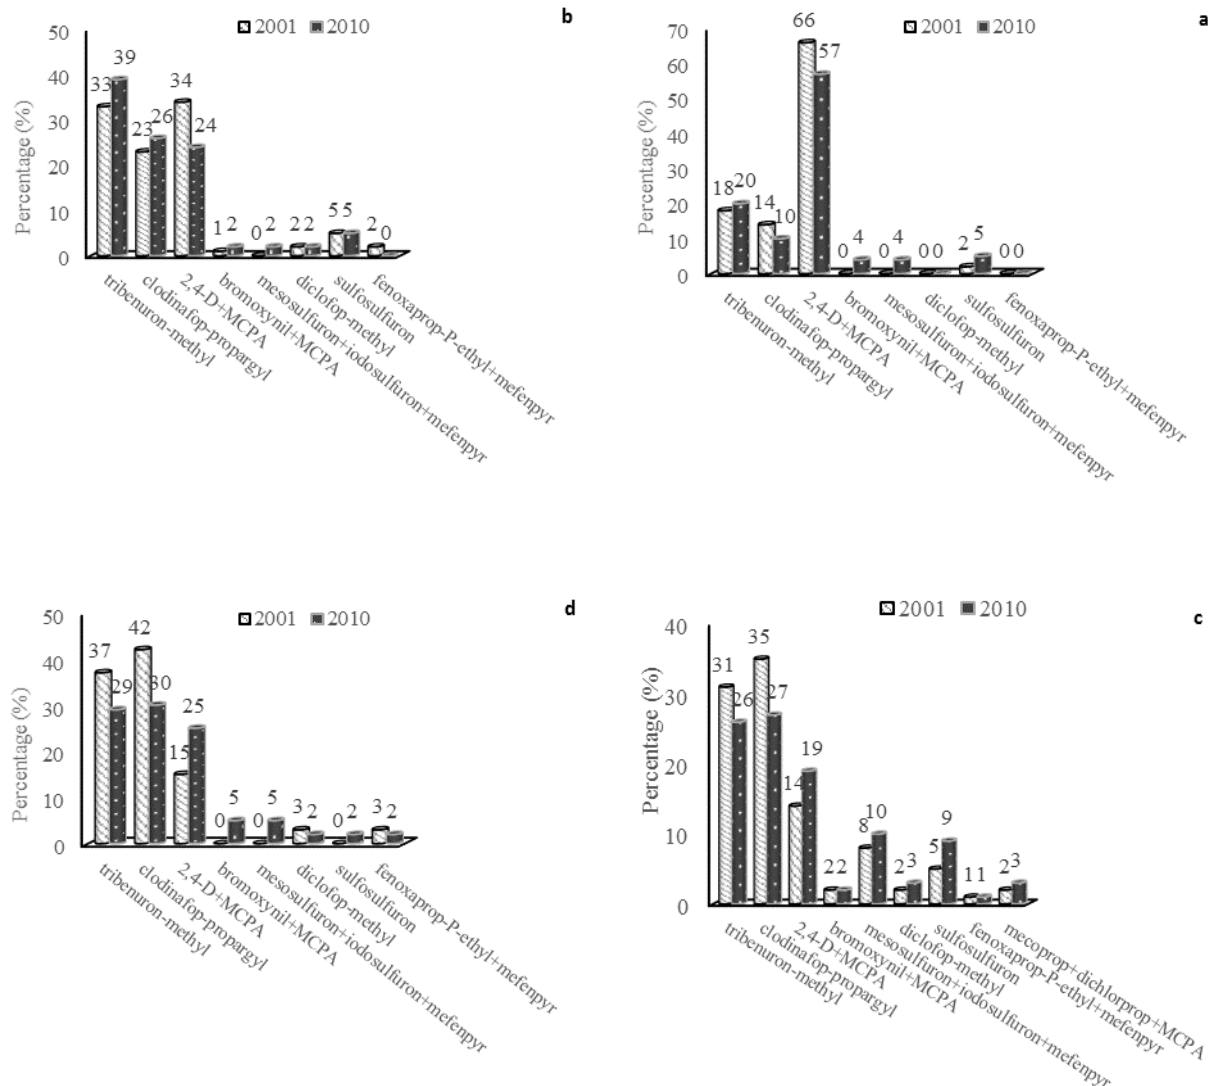 b
2001 2010
Percentage (%)
50
40
30
20
10
0
33 39 23 26 34 24 1 2 0 2 2 2 5 5 2 0
tribenuron-methyl
clodinafop-propargyl
2,4-D+MCPA
bromoxynil+MCPA
mesosulfuron+iodosulfuron+mefenpyr
diclofop-methyl
sulfosulfuron
fenoxaprop-P-ethyl+mefenpyr
a
2001 2010
Percentage (%)
70
60
50
40
30
20
10
0
18 20 14 10 66 57 0 4 0 4 0 0 2 5 0 0
tribenuron-methyl
clodinafop-propargyl
2,4-D+MCPA
bromoxynil+MCPA
mesosulfuron+iodosulfuron+mefenpyr
diclofop-methyl
sulfosulfuron
fenoxaprop-P-ethyl+mefenpyr
d
2001 2010
Percentage (%)
50
40
30
20
10
0
37 29 42 30 15 25 0 5 0 5 3 2 0 2 3 2
tribenuron-methyl
clodinafop-propargyl
2,4-D+MCPA
bromoxynil+MCPA
mesosulfuron+iodosulfuron+mefenpyr
diclofop-methyl
sulfosulfuron
fenoxaprop-P-ethyl+mefenpyr
c
2001 2010
Percentage (%)
40
30
20
10
0
31 26 35 27 14 19 2 2 8 10 2 3 5 9 1 1 2 3
tribenuron-methyl
clodinafop-propargyl
2,4-D+MCPA
bromoxynil+MCPA
mesosulfuron+iodosulfuron+mefenpyr
diclofop-methyl
sulfosulfuron
fenoxaprop-P-ethyl+mefenpyr
mecoprop+dichlorprop+MCPA